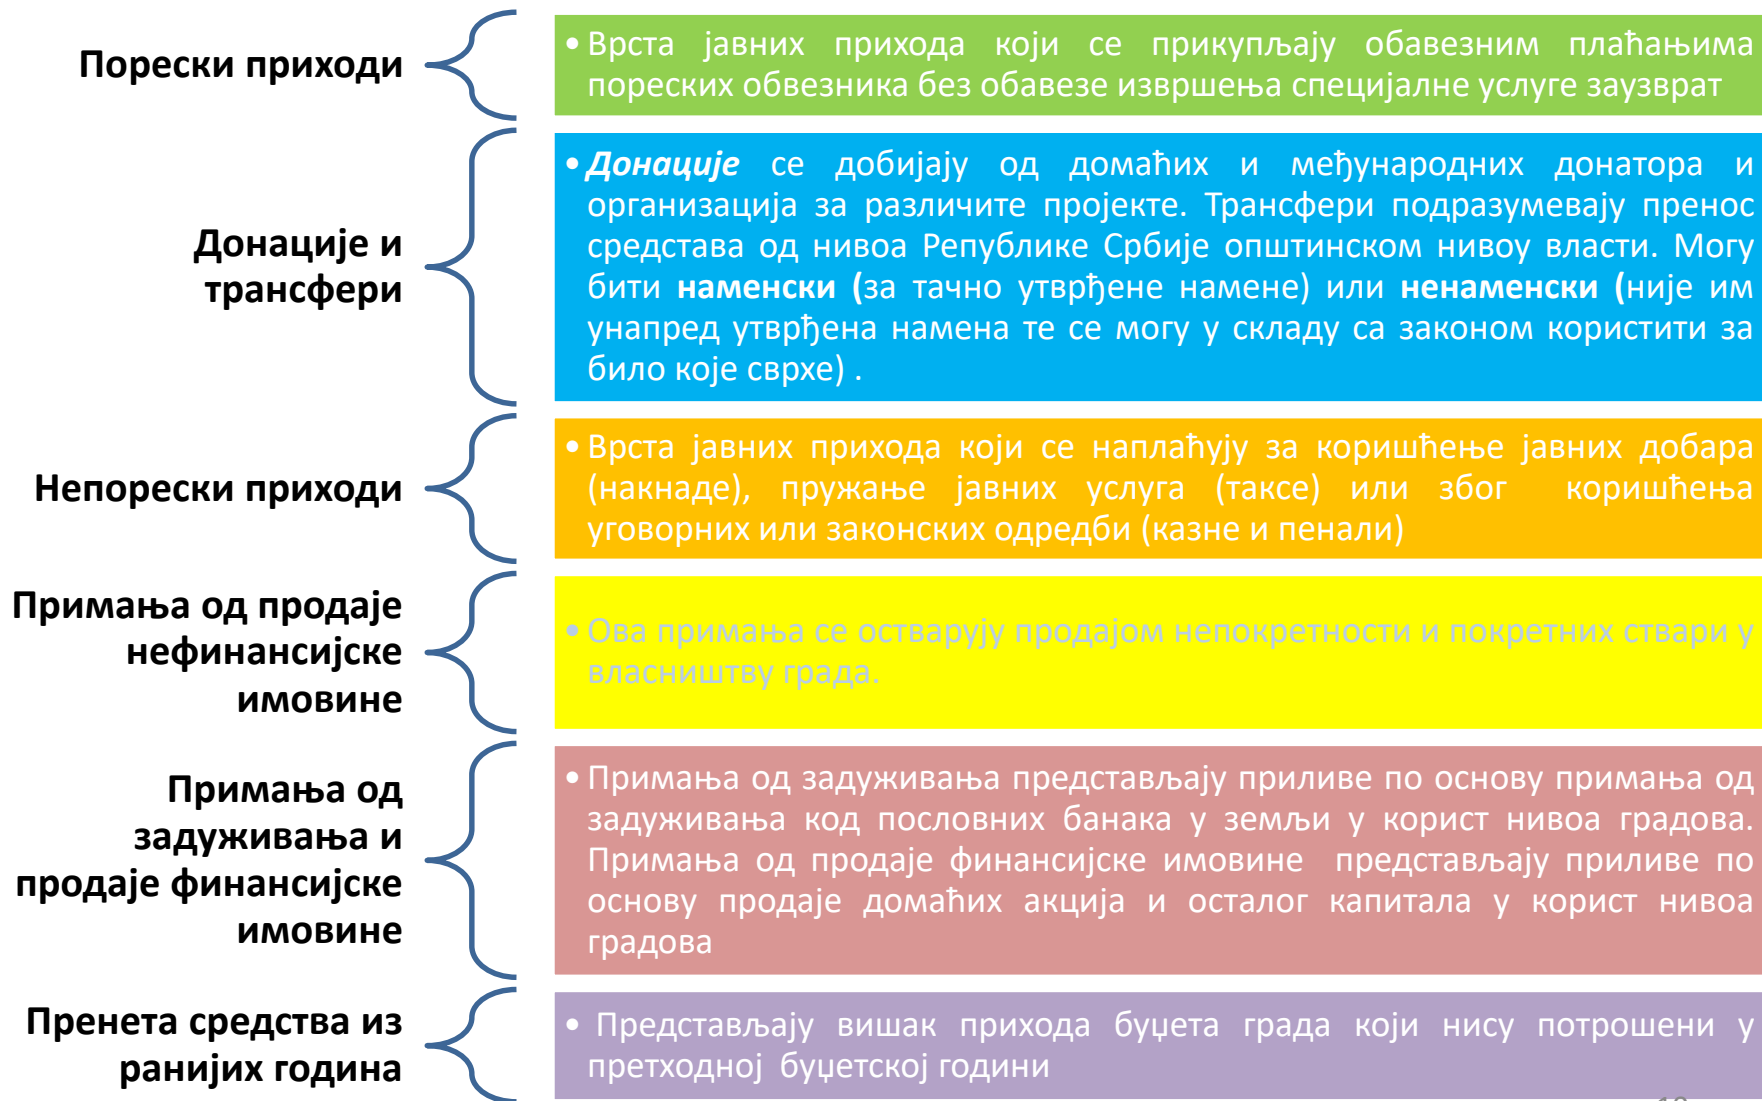 Порески приходи
• Врста јавних прихода који се прикупљају обавезним плаћањима
пореских обвезника без обавезе извршења специјалне услуге заузврат
Донације и
трансфери
• Донације се добијају од домаћих и међународних донатора и
организација за различите пројекте. Трансфери подразумевају пренос
средстава од нивоа Републике Србије општинском нивоу власти. Могу
бити наменски (за тачно утврђене намене) или ненаменски (није им
унапред утврђена намена те се могу у складу са законом користити за
било које сврхе) .
Непорески приходи
• Врста јавних прихода који се наплаћују за коришћење јавних добара
(накнаде), пружање јавних услуга (таксе) или због коришћења
уговорних или законских одредби (казне и пенали)
Примања од продаје
нефинансијске
имовине
• Ова примања се остварују продајом непокретности и покретних ствари у
власништву града.
Примања од
задуживања и
продаје финансијске
имовине
• Примања од задуживања представљају приливе по основу примања од
задуживања код пословних банака у земљи у корист нивоа градова.
Примања од продаје финансијске имовине представљају приливе по
основу продаје домаћих акција и осталог капитала у корист нивоа
градова
Пренета средства из
ранијих година
• Представљају вишак прихода буџета града који нису потрошени у
претходној буџетској години